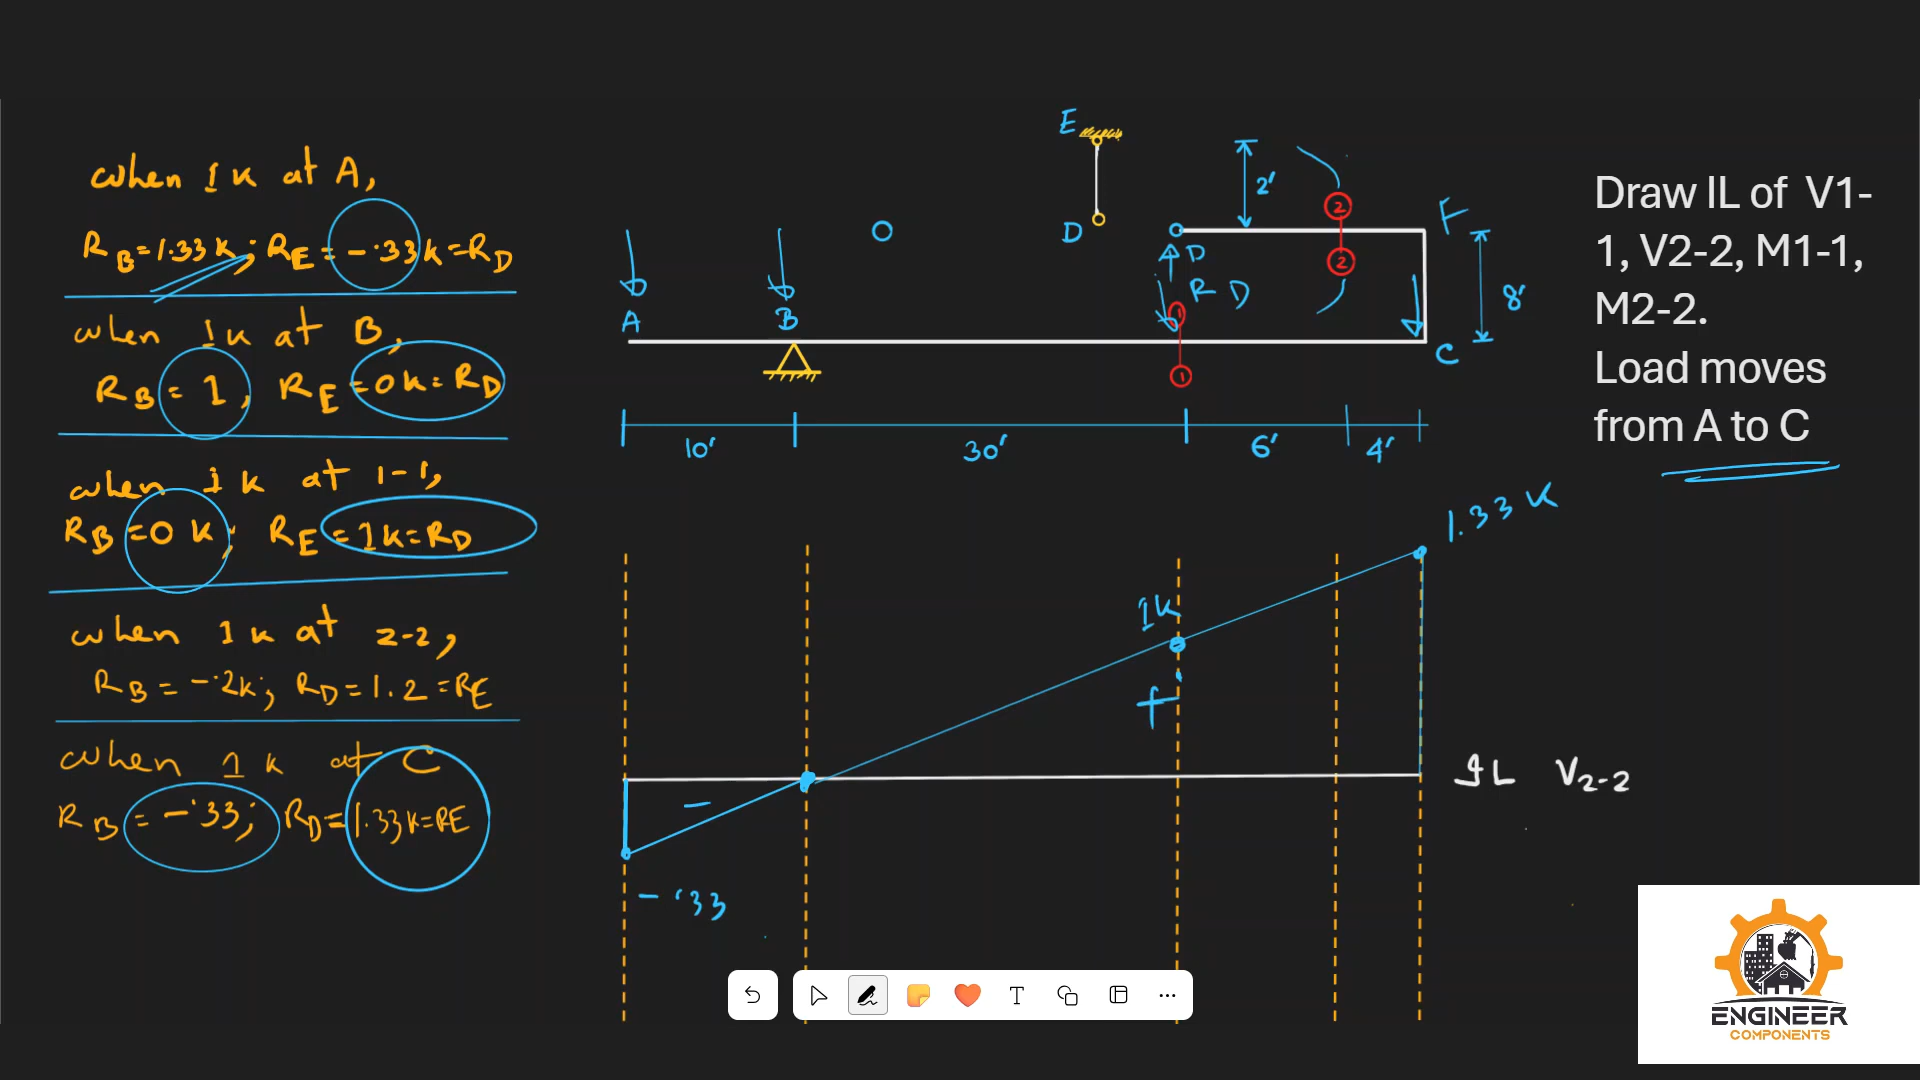 when 1k at A,
RB=1.33k; RE=-.33k=RD
when 1k at B,
RB=1, RE=0k=RD
when 1k at 1-1,
RB=0k; RE=1k=RD
when 1k at 2-2,
RB=-.2k; RD=1.2=RE
when 1k at C
RB=-.33; RD=1.33k=RE
E
2'
2
F
D
D
2
RD
8'
A
B
1
C
1
10'
30'
6'
4'
1.33k
1k
+
-
IL V2-2
-.33
Draw IL of V1-
1, V2-2, M1-1,
M2-2.
Load moves
from A to C
T
ENGINEER
COMPONENTS